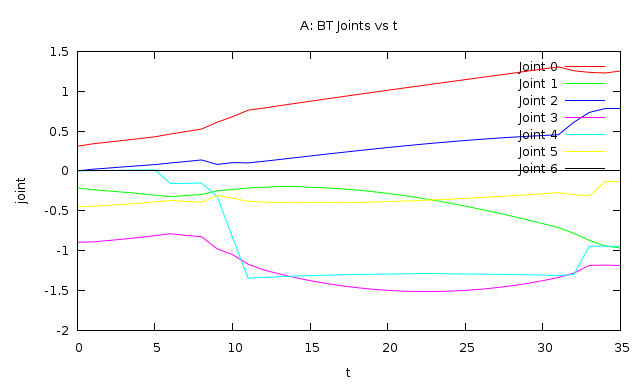 A: BT Joints vs t
1.5
1
0.5
0
-0.5
-1
-1.5
-2
joint
Joint 0
Joint 1
Joint 2
Joint 3
Joint 4
Joint 5
Joint 6
0 5 10 15 20 25 30 35
t